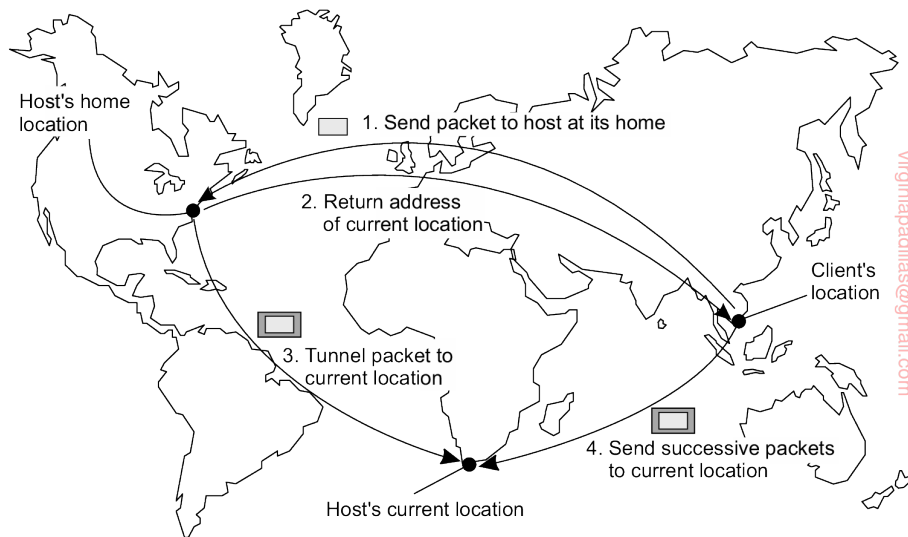 Host's home
location
1. Send packet to host at its home
2. Return address
of current location
Client's
location
3. Tunnel packet to
current location
4. Send successive packets
to current location
Host's current location
virginiapadillas@gmail.com